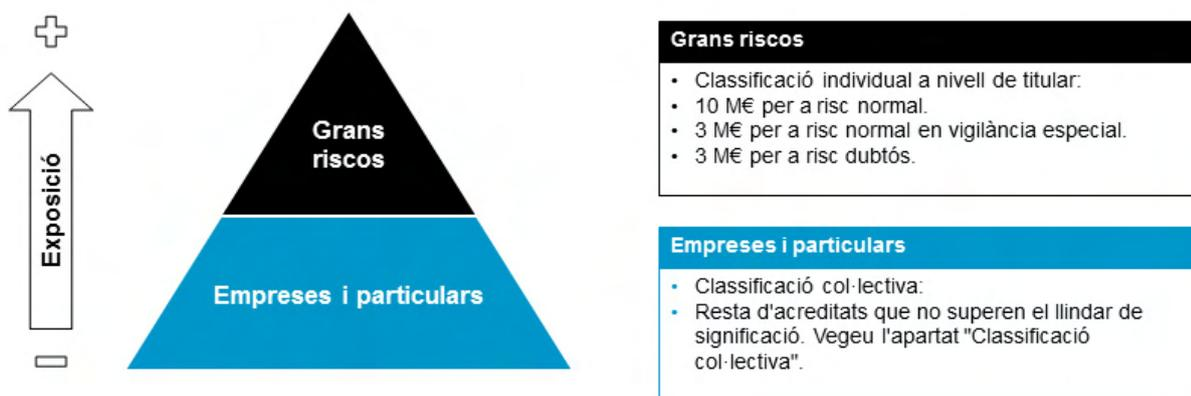 Exposició
Grans
riscos
Empreses i particulars
Grans riscos
• Classificació individual a nivell de titular:
• 10 M€ per a risc normal.
• 3 M€ per a risc normal en vigilància especial.
• 3 M€ per a risc dubtós.
Empreses i particulars
• Classificació col·lectiva:
• Resta d'acreditats que no superen el llindar de
significació. Vegeu l'apartat "Classificació
col·lectiva".